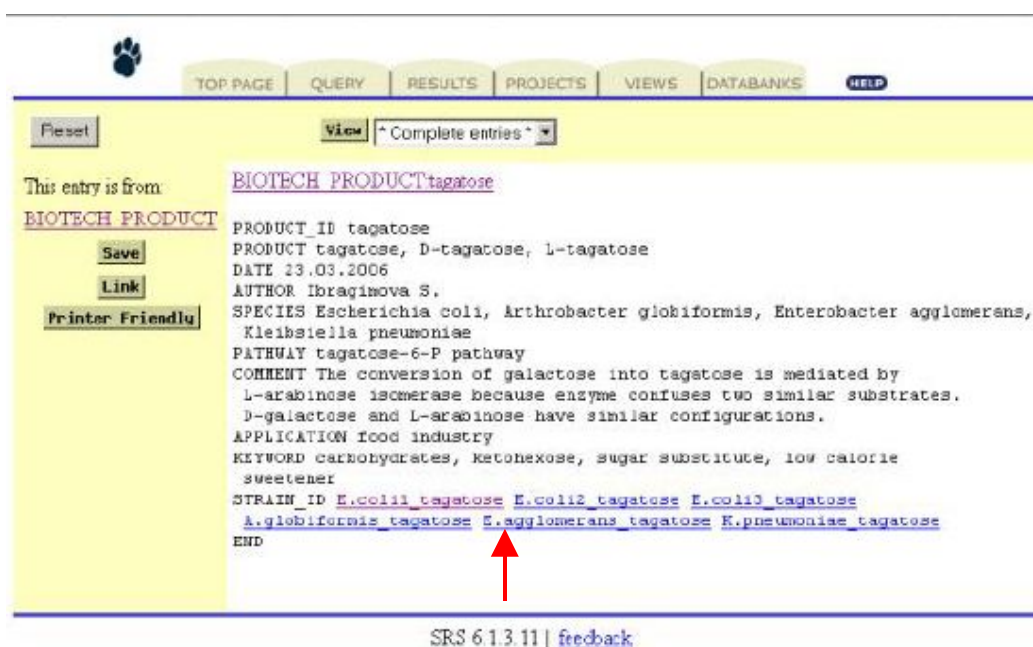 TOP PAGE QUERY RESULTS PROJECTS VIEWS DATABANKS HELP
Reset View * Complete entries *
This entry is from:
BIOTECH PRODUCT
Save
Link
Printer Friendly
BIOTECH PRODUCT:tagatose
PRODUCT_ID tagatose
PRODUCT tagatose, D-tagatose, L-tagatose
DATE 23.03.2006
AUTHOR Ibragimova S.
SPECIES Escherichia coli, Arthrobacter globiformis, Enterobacter agglomerans,
Kleibsiella pneumoniae
PATHWAY tagatose-6-P pathway
COMMENT The conversion of galactose into tagatose is mediated by
L-arabinose isomerase because enzyme confuses two similar substrates.
D-galactose and L-arabinose have similar configurations.
APPLICATION food industry
KEYWORD carbohydrates, ketohexose, sugar substitute, low calorie
sweetener
STRAIN_ID E.coli1_tagatose E.coli2_tagatose E.coli3_tagatose
A.globiformis_tagatose E.agglomerans_tagatose K.pneumoniae_tagatose
END
SRS 6.1.3.11 | feedback